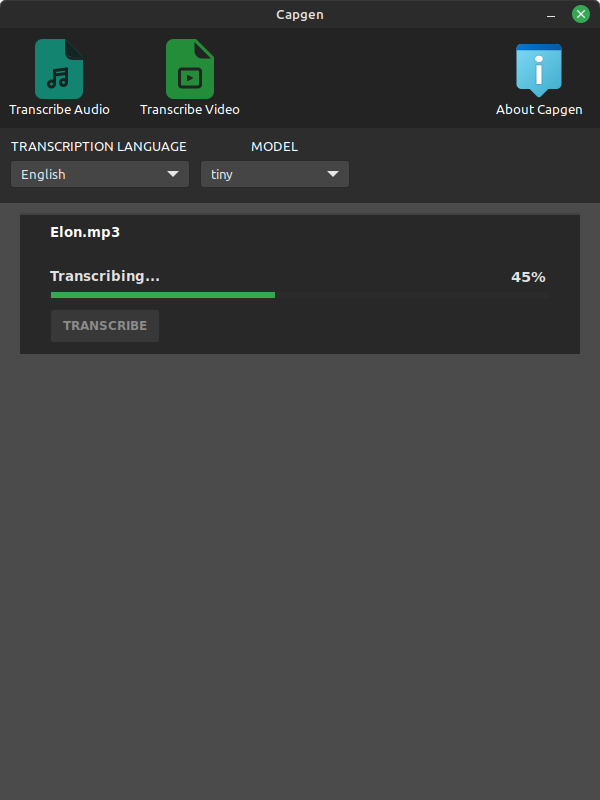 Capgen
Transcribe Audio
Transcribe Video
About Capgen
TRANSCRIPTION LANGUAGE
MODEL
English
tiny
Elon.mp3
Transcribing...
45%
TRANSCRIBE